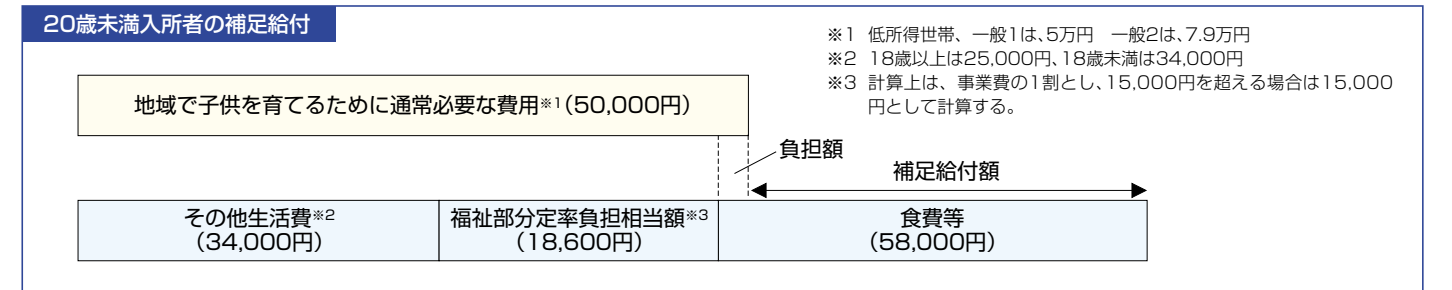 20歳未満入所者の補足給付
※1 低所得世帯、一般1は、5万円 一般2は、7.9万円
※2 18歳以上は25,000円、18歳未満は34,000円
※3 計算上は、事業費の1割とし、15,000円を超える場合は15,000
円として計算する。
地域で子供を育てるために通常必要な費用※1(50,000円)
負担額
補足給付額
その他生活費※2
(34,000円)
福祉部分定率負担相当額※3
(18,600円)
食費等
(58,000円)